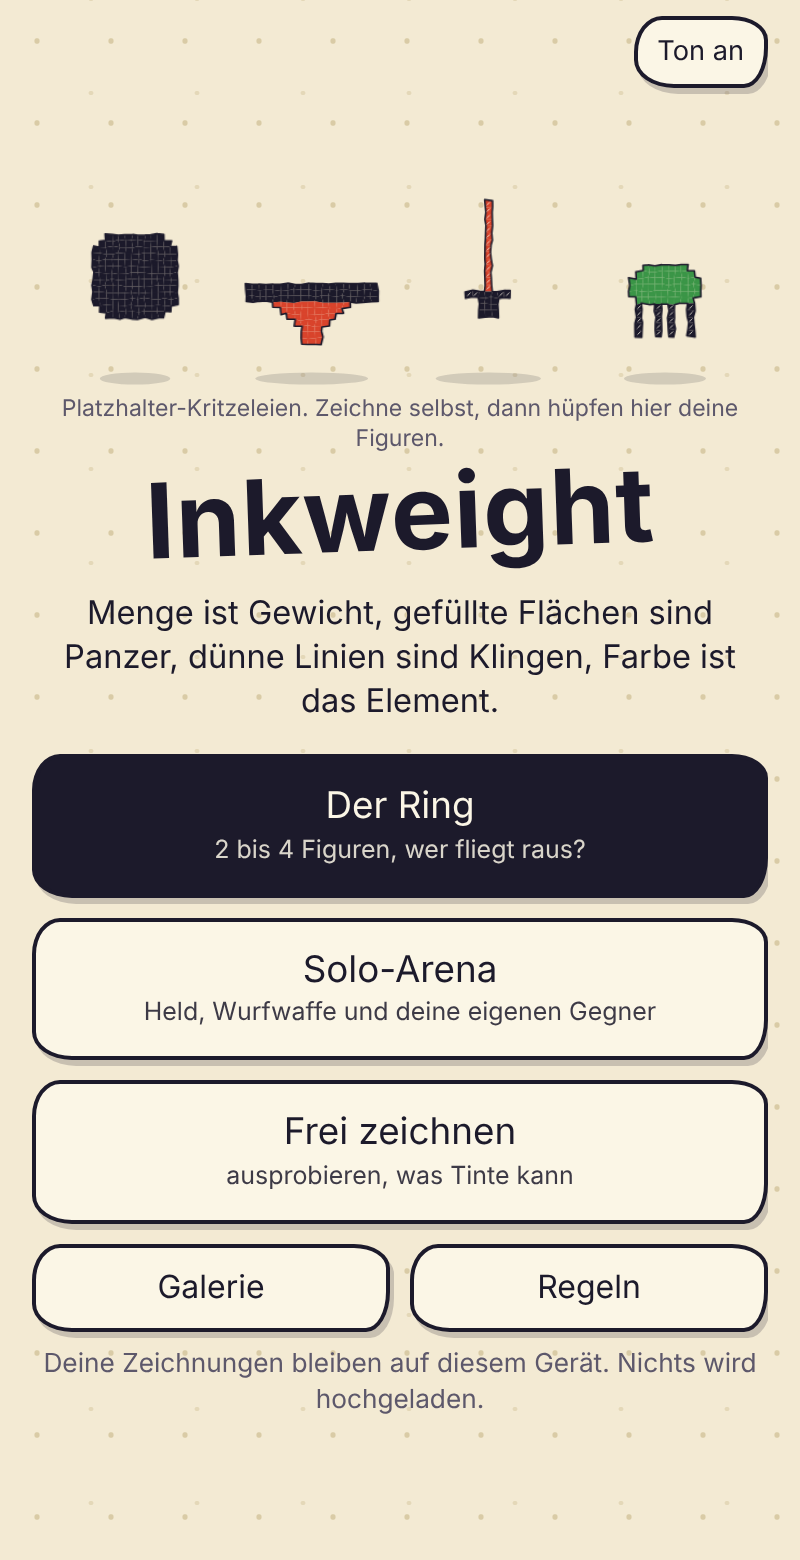 Ton an
Platzhalter-Kritzeleien. Zeichne selbst, dann hüpfen hier deine
Figuren.
Inkweight
Menge ist Gewicht, gefüllte Flächen sind
Panzer, dünne Linien sind Klingen, Farbe ist
das Element.
Der Ring
2 bis 4 Figuren, wer fliegt raus?
Solo-Arena
Held, Wurfwaffe und deine eigenen Gegner
Frei zeichnen
ausprobieren, was Tinte kann
Galerie
Regeln
Deine Zeichnungen bleiben auf diesem Gerät. Nichts wird
hochgeladen.